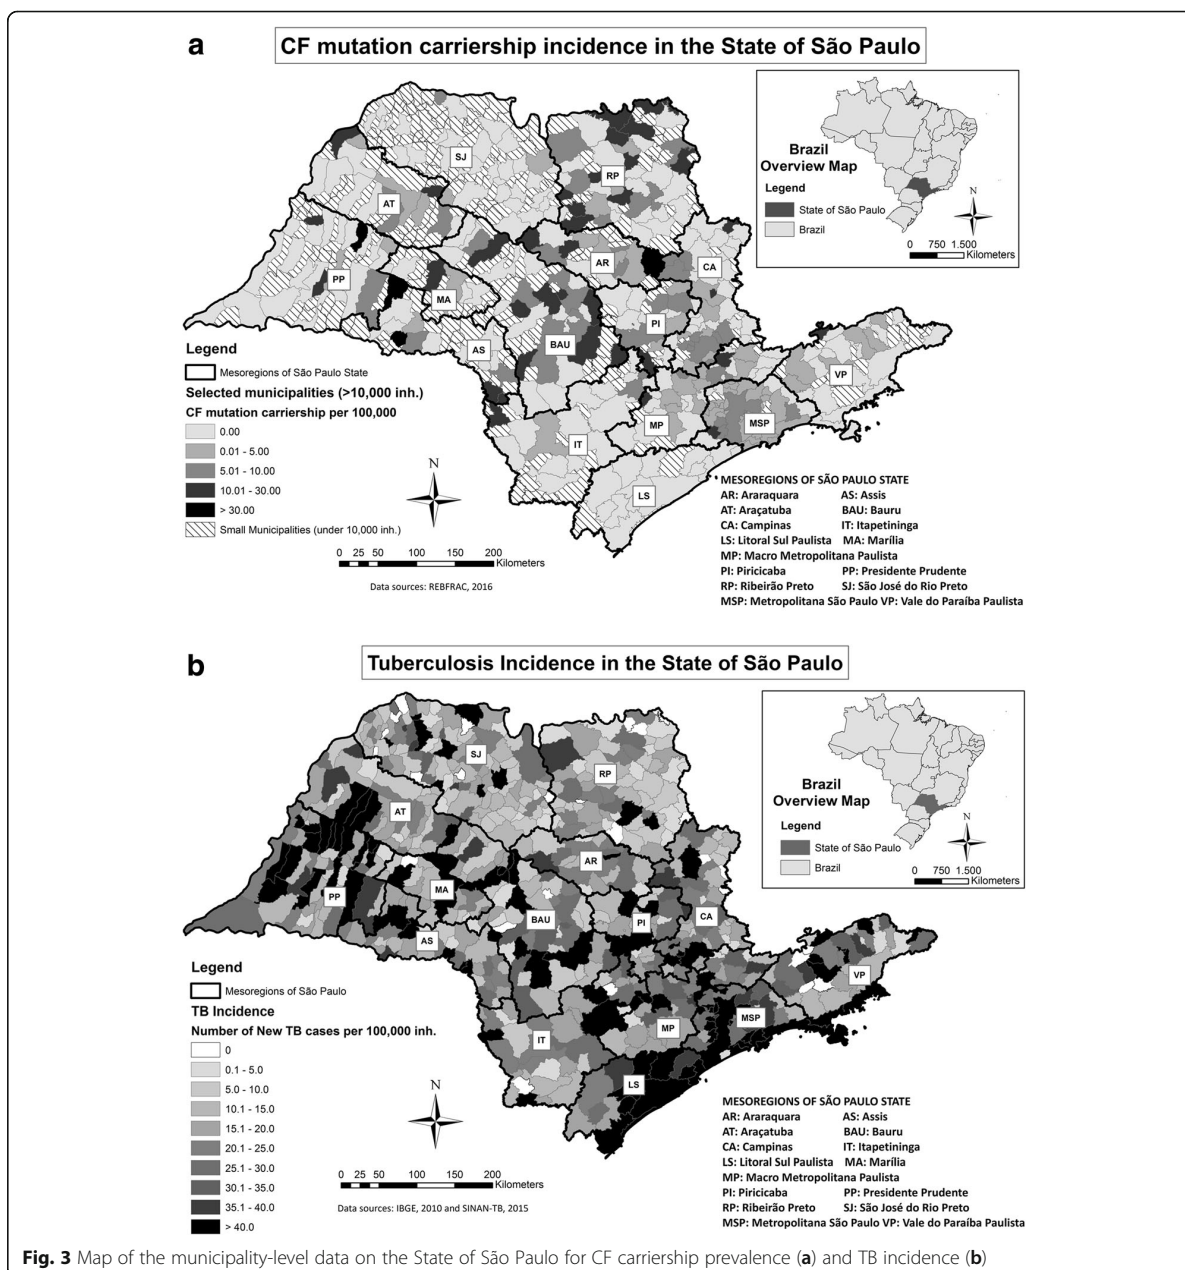 a
CF mutation carriership incidence in the State of São Paulo
SJ
RP
AT
AR
CA
PP
MA
PI
AS
BAU
VP
MP
MSP
IT
LS
Brazil
Overview Map
Legend
State of São Paulo
Brazil
N
0 750 1.500
Kilometers
Legend
Mesoregions of São Paulo State
Selected municipalities (>10,000 inh.)
CF mutation carriership per 100,000
0.00
0.01 - 5.00
5.01 - 10.00
10.01 - 30.00
> 30.00
Small Municipalities (under 10,000 inh.)
N
0 25 50 100 150 200
Kilometers
Data sources: REBFRAC, 2016
MESOREGIONS OF SÃO PAULO STATE
AR: Araraquara AS: Assis
AT: Araçatuba BAU: Bauru
CA: Campinas IT: Itapetininga
LS: Litoral Sul Paulista MA: Marília
MP: Macro Metropolitana Paulista
PI: Piricicaba PP: Presidente Prudente
RP: Ribeirão Preto SJ: São José do Rio Preto
MSP: Metropolitana São Paulo VP: Vale do Paraíba Paulista
b
Tuberculosis Incidence in the State of São Paulo
SJ
RP
AT
AR
MA
PP
BAU
PI
CA
AS
VP
MSP
MP
IT
LS
Brazil
Overview Map
Legend
State of São Paulo
Brazil
N
0 750 1.500
Kilometers
Legend
Mesoregions of São Paulo
TB Incidence
Number of New TB cases per 100,000 inh.
0
0.1 - 5.0
5.0 - 10.0
10.1 - 15.0
15.1 - 20.0
20.1 - 25.0
25.1 - 30.0
30.1 - 35.0
35.1 - 40.0
> 40.0
N
0 25 50 100 150 200
Kilometers
Data sources: IBGE, 2010 and SINAN-TB, 2015
MESOREGIONS OF SÃO PAULO STATE
AR: Araraquara AS: Assis
AT: Araçatuba BAU: Bauru
CA: Campinas IT: Itapetininga
LS: Litoral Sul Paulista MA: Marília
MP: Macro Metropolitana Paulista
PI: Piricicaba PP: Presidente Prudente
RP: Ribeirão Preto SJ: São José do Rio Preto
MSP: Metropolitana São Paulo VP: Vale do Paraíba Paulista
Fig. 3 Map of the municipality-level data on the State of São Paulo for CF carriership prevalence (a) and TB incidence (b)